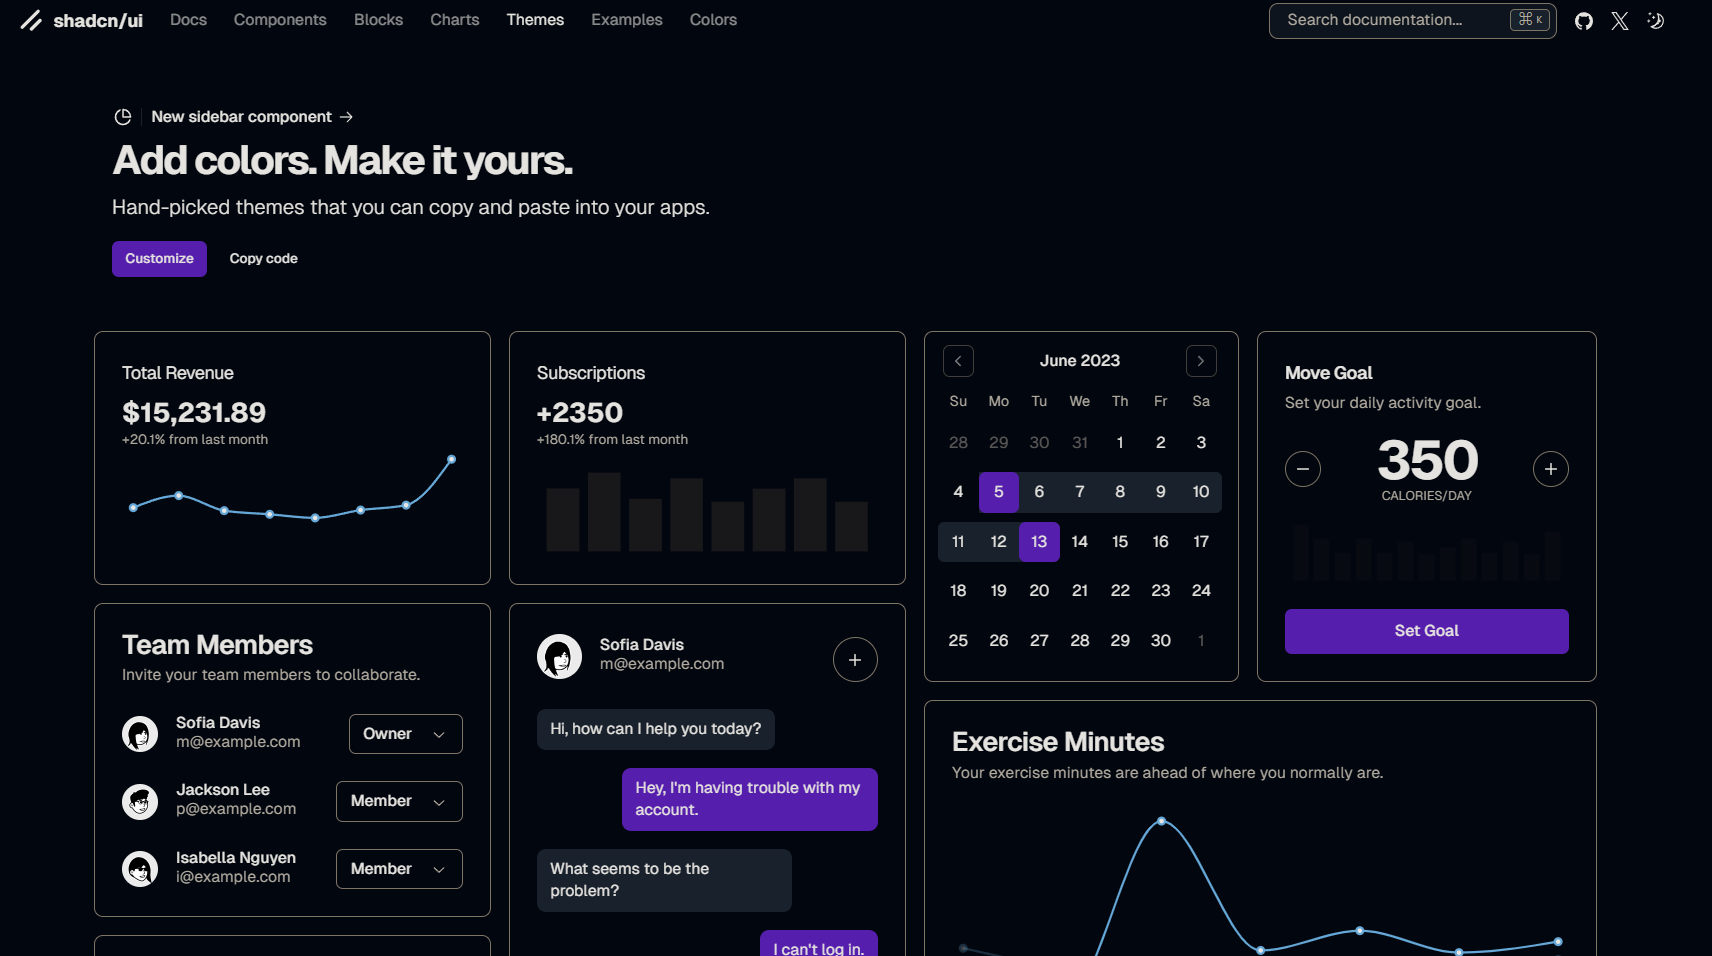 shadcn/ui Docs Components Blocks Charts Themes Examples Colors Search documentation... ⌘ K
New sidebar component →
Add colors. Make it yours.
Hand-picked themes that you can copy and paste into your apps.
Customize Copy code
Total Revenue
$15,231.89
+20.1% from last month
Subscriptions
+2350
+180.1% from last month
June 2023
Su Mo Tu We Th Fr Sa
28 29 30 31 1 2 3
4 5 6 7 8 9 10
11 12 13 14 15 16 17
18 19 20 21 22 23 24
25 26 27 28 29 30 1
Move Goal
Set your daily activity goal.
350
CALORIES/DAY
Set Goal
Team Members
Invite your team members to collaborate.
Sofia Davis
m@example.com
Owner
Jackson Lee
p@example.com
Member
Isabella Nguyen
i@example.com
Member
Sofia Davis
m@example.com
Hi, how can I help you today?
Hey, I'm having trouble with my
account.
What seems to be the
problem?
I can't log in.
Exercise Minutes
Your exercise minutes are ahead of where you normally are.